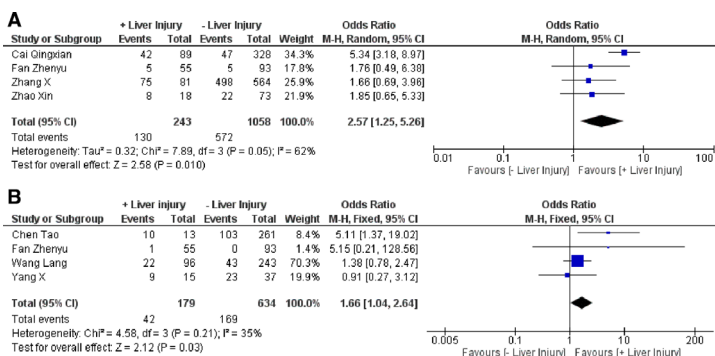 A
+ Liver Injury - Liver Injury Odds Ratio Odds Ratio
Study or Subgroup Events Total Events Total Weight M-H, Random, 95% CI M-H, Random, 95% CI
Cai Qingxian 42 89 47 328 34.3% 5.34 [3.18, 8.97]
Fan Zhenyu 5 55 5 93 17.8% 1.76 [0.49, 6.38]
Zhang X 75 81 498 564 25.9% 1.66 [0.69, 3.96]
Zhao Xin 8 18 22 73 21.9% 1.85 [0.65, 5.33]
Total (95% CI) 243 1058 100.0% 2.57 [1.25, 5.26]
Total events 130 572
Heterogeneity: Tau² = 0.32; Chi² = 7.89, df = 3 (P = 0.05); I² = 62%
Test for overall effect: Z = 2.58 (P = 0.010)
0.01 0.1 1 10 100
Favours [- Liver Injury] Favours [+ Liver Injury]
B
+ Liver injury - Liver Injury Odds Ratio Odds Ratio
Study or Subgroup Events Total Events Total Weight M-H, Fixed, 95% CI M-H, Fixed, 95% CI
Chen Tao 10 13 103 261 8.4% 5.11 [1.37, 19.02]
Fan Zhenyu 1 55 0 93 1.4% 5.15 [0.21, 128.56]
Wang Lang 22 96 43 243 70.3% 1.38 [0.78, 2.47]
Yang X 9 15 23 37 19.9% 0.91 [0.27, 3.12]
Total (95% CI) 179 634 100.0% 1.66 [1.04, 2.64]
Total events 42 169
Heterogeneity: Chi² = 4.58, df = 3 (P = 0.21); I² = 35%
Test for overall effect: Z = 2.12 (P = 0.03)
0.005 0.1 1 10 200
Favours [- Liver Injury] Favours [+ Liver Injury]